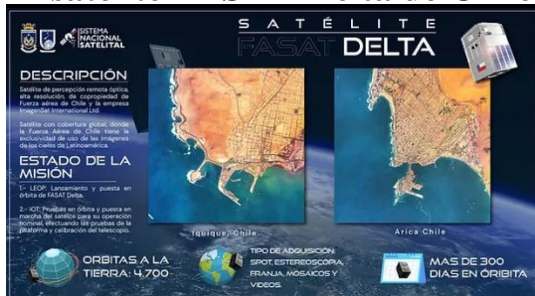 SISTEMA
NACIONAL
SATELITAL
SATÉLITE
FASAT DELTA
DESCRIPCIÓN
Satélite de percepción remota óptica,
alta resolución, de copropiedad de
Fuerza aérea de Chile y la empresa
ImagenSat International Ltd.
Satélite con cobertura global, donde
la Fuerza Aérea de Chile tiene la
exclusividad de uso de las imágenes
de los cielos de Latinoamérica.
ESTADO DE LA
MISIÓN
1.- LEOP: Lanzamiento y puesta en
órbita de FASAT Delta.
2.- IOT: Pruebas en órbita y puesta en
marcha del satélite para su operación
nominal, efectuando las pruebas de la
plataforma y calibración del telescopio.
Iquique, Chile
Arica Chile
ORBITAS A LA
TIERRA: 4.700
TIPO DE ADQUISICIÓN:
SPOT, ESTEREOSCOPÍA,
FRANJA, MOSAICOS Y
VIDEOS.
MAS DE 300
DIAS EN ÓRIBITA